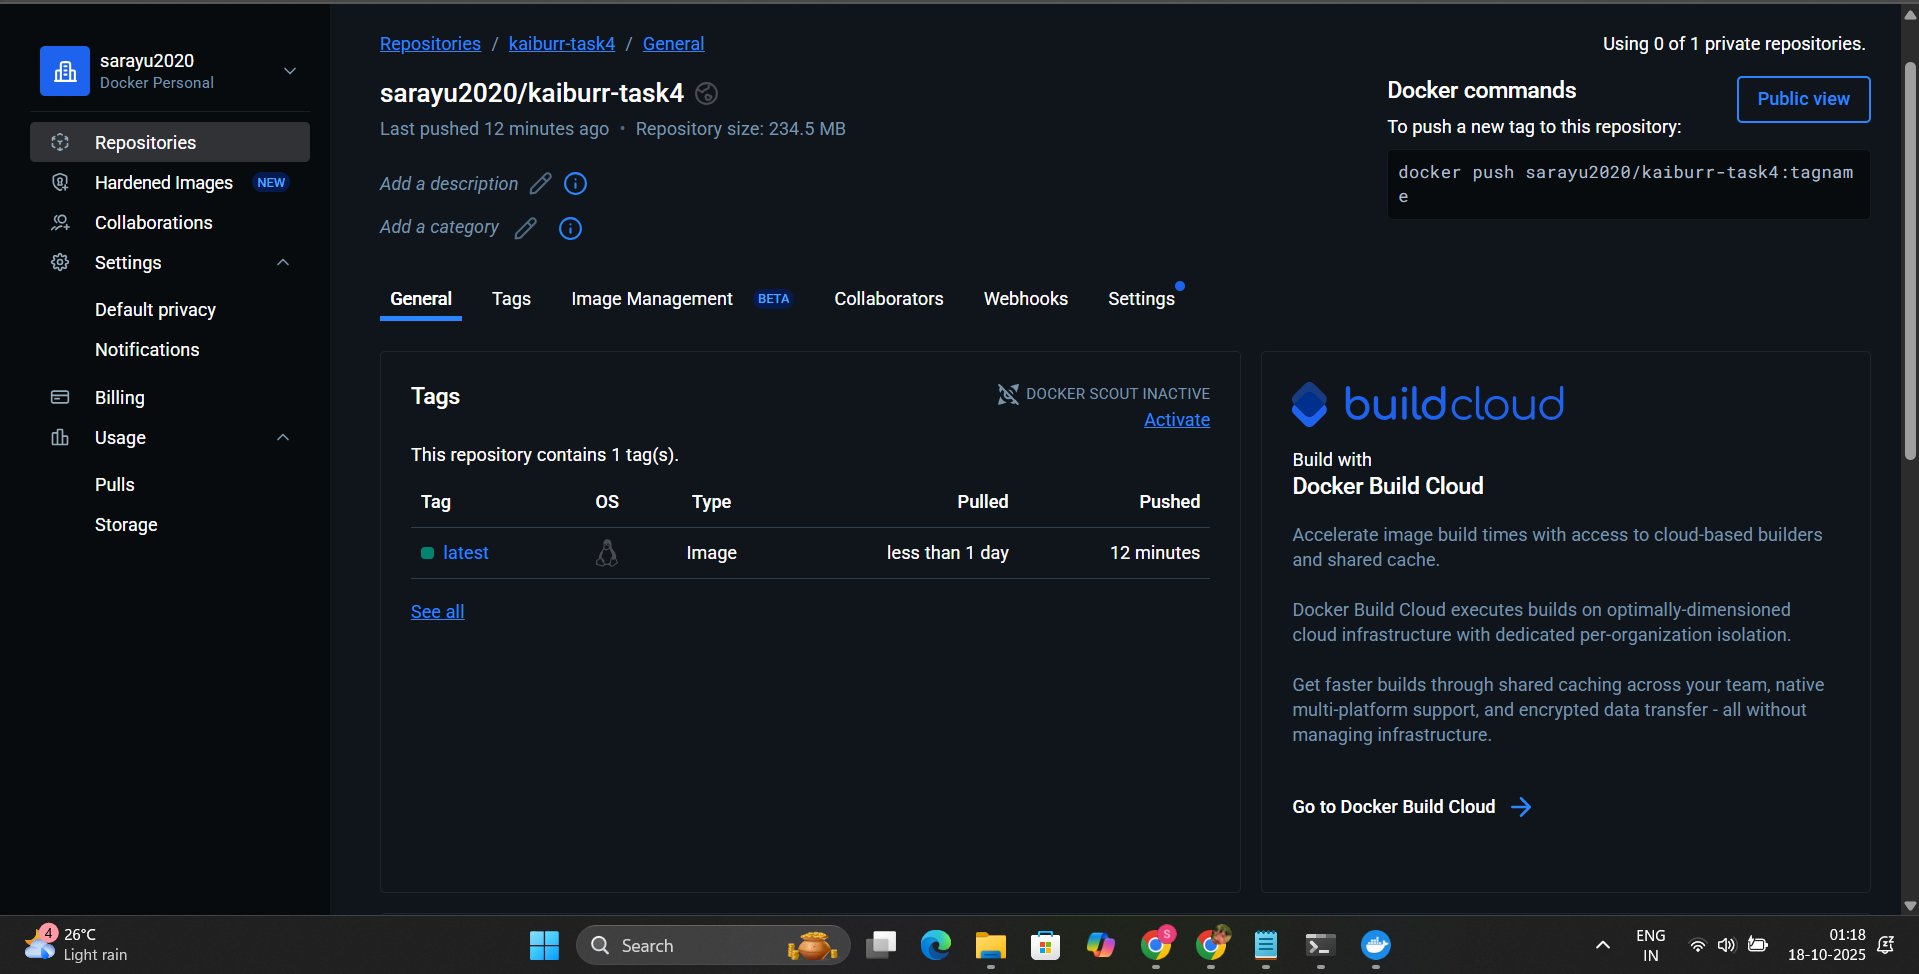 sarayu2020
Docker Personal
Repositories
Hardened Images NEW
Collaborations
Settings
Default privacy
Notifications
Billing
Usage
Pulls
Storage
Repositories / kaiburr-task4 / General
Using 0 of 1 private repositories.
sarayu2020/kaiburr-task4
Last pushed 12 minutes ago • Repository size: 234.5 MB
Add a description
Add a category
Docker commands
Public view
To push a new tag to this repository:
docker push sarayu2020/kaiburr-task4:tagnam
e
General Tags Image Management BETA Collaborators Webhooks Settings
Tags
DOCKER SCOUT INACTIVE
Activate
This repository contains 1 tag(s).
Tag OS Type Pulled Pushed
latest Image less than 1 day 12 minutes
See all
buildcloud
Build with
Docker Build Cloud
Accelerate image build times with access to cloud-based builders
and shared cache.
Docker Build Cloud executes builds on optimally-dimensioned
cloud infrastructure with dedicated per-organization isolation.
Get faster builds through shared caching across your team, native
multi-platform support, and encrypted data transfer - all without
managing infrastructure.
Go to Docker Build Cloud
4
26°C
Light rain
Search
S
ENG
IN
01:18
18-10-2025